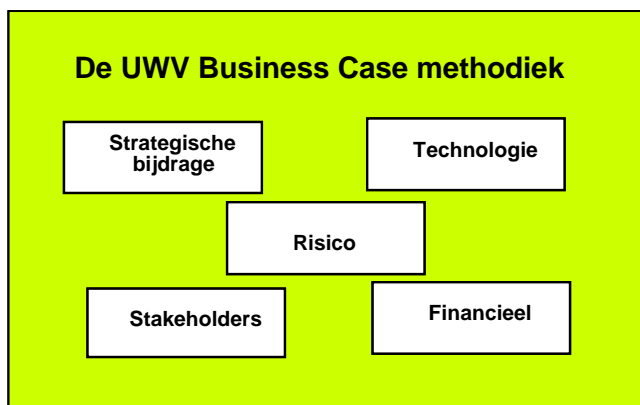 De UWV Business Case methodiek
Strategische
bijdrage
Technologie
Risico
Stakeholders
Financieel